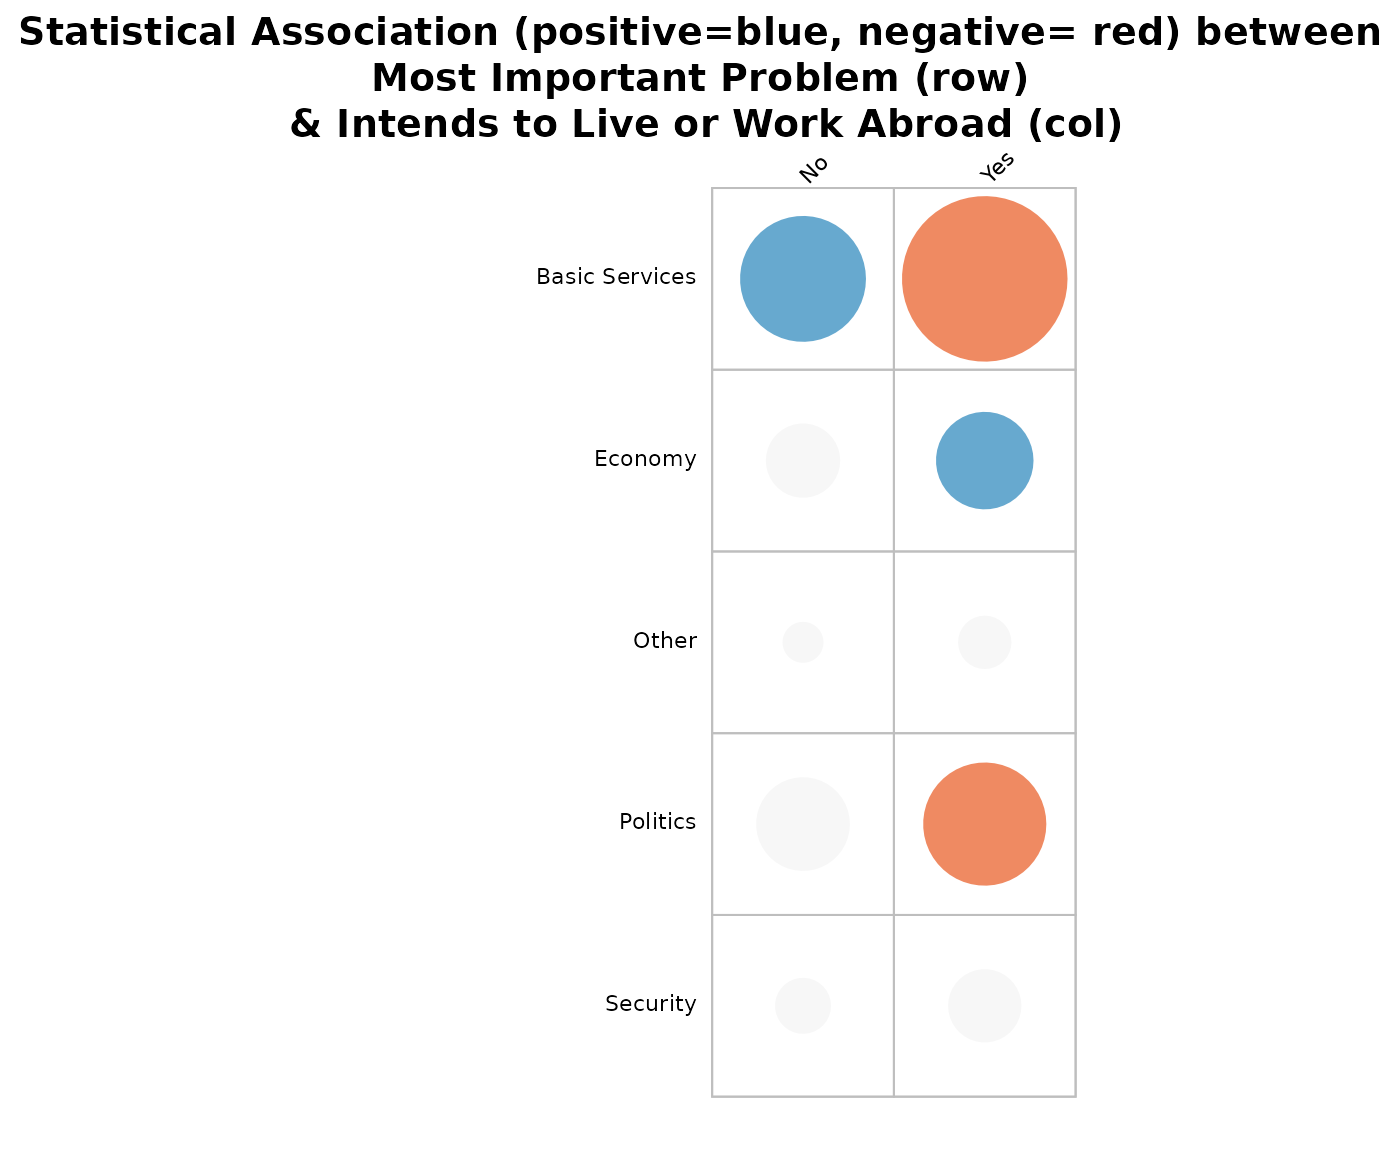 Statistical Association (positive=blue, negative= red) between
Most Important Problem (row)
& Intends to Live or Work Abroad (col)
No
Yes
Basic Services
Economy
Other
Politics
Security